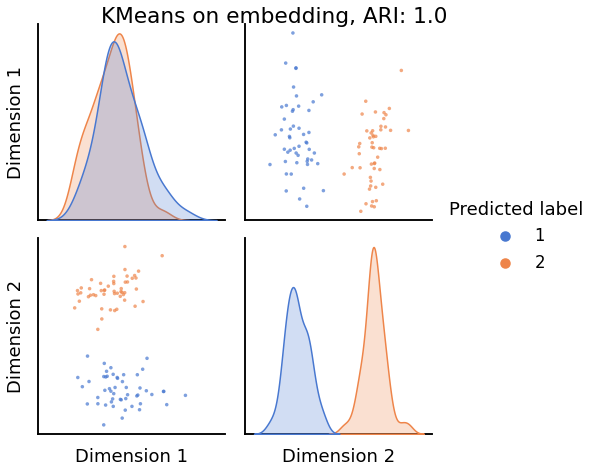 KMeans on embedding, ARI: 1.0
Dimension 1
Predicted label
1
2
Dimension 2
Dimension 1
Dimension 2